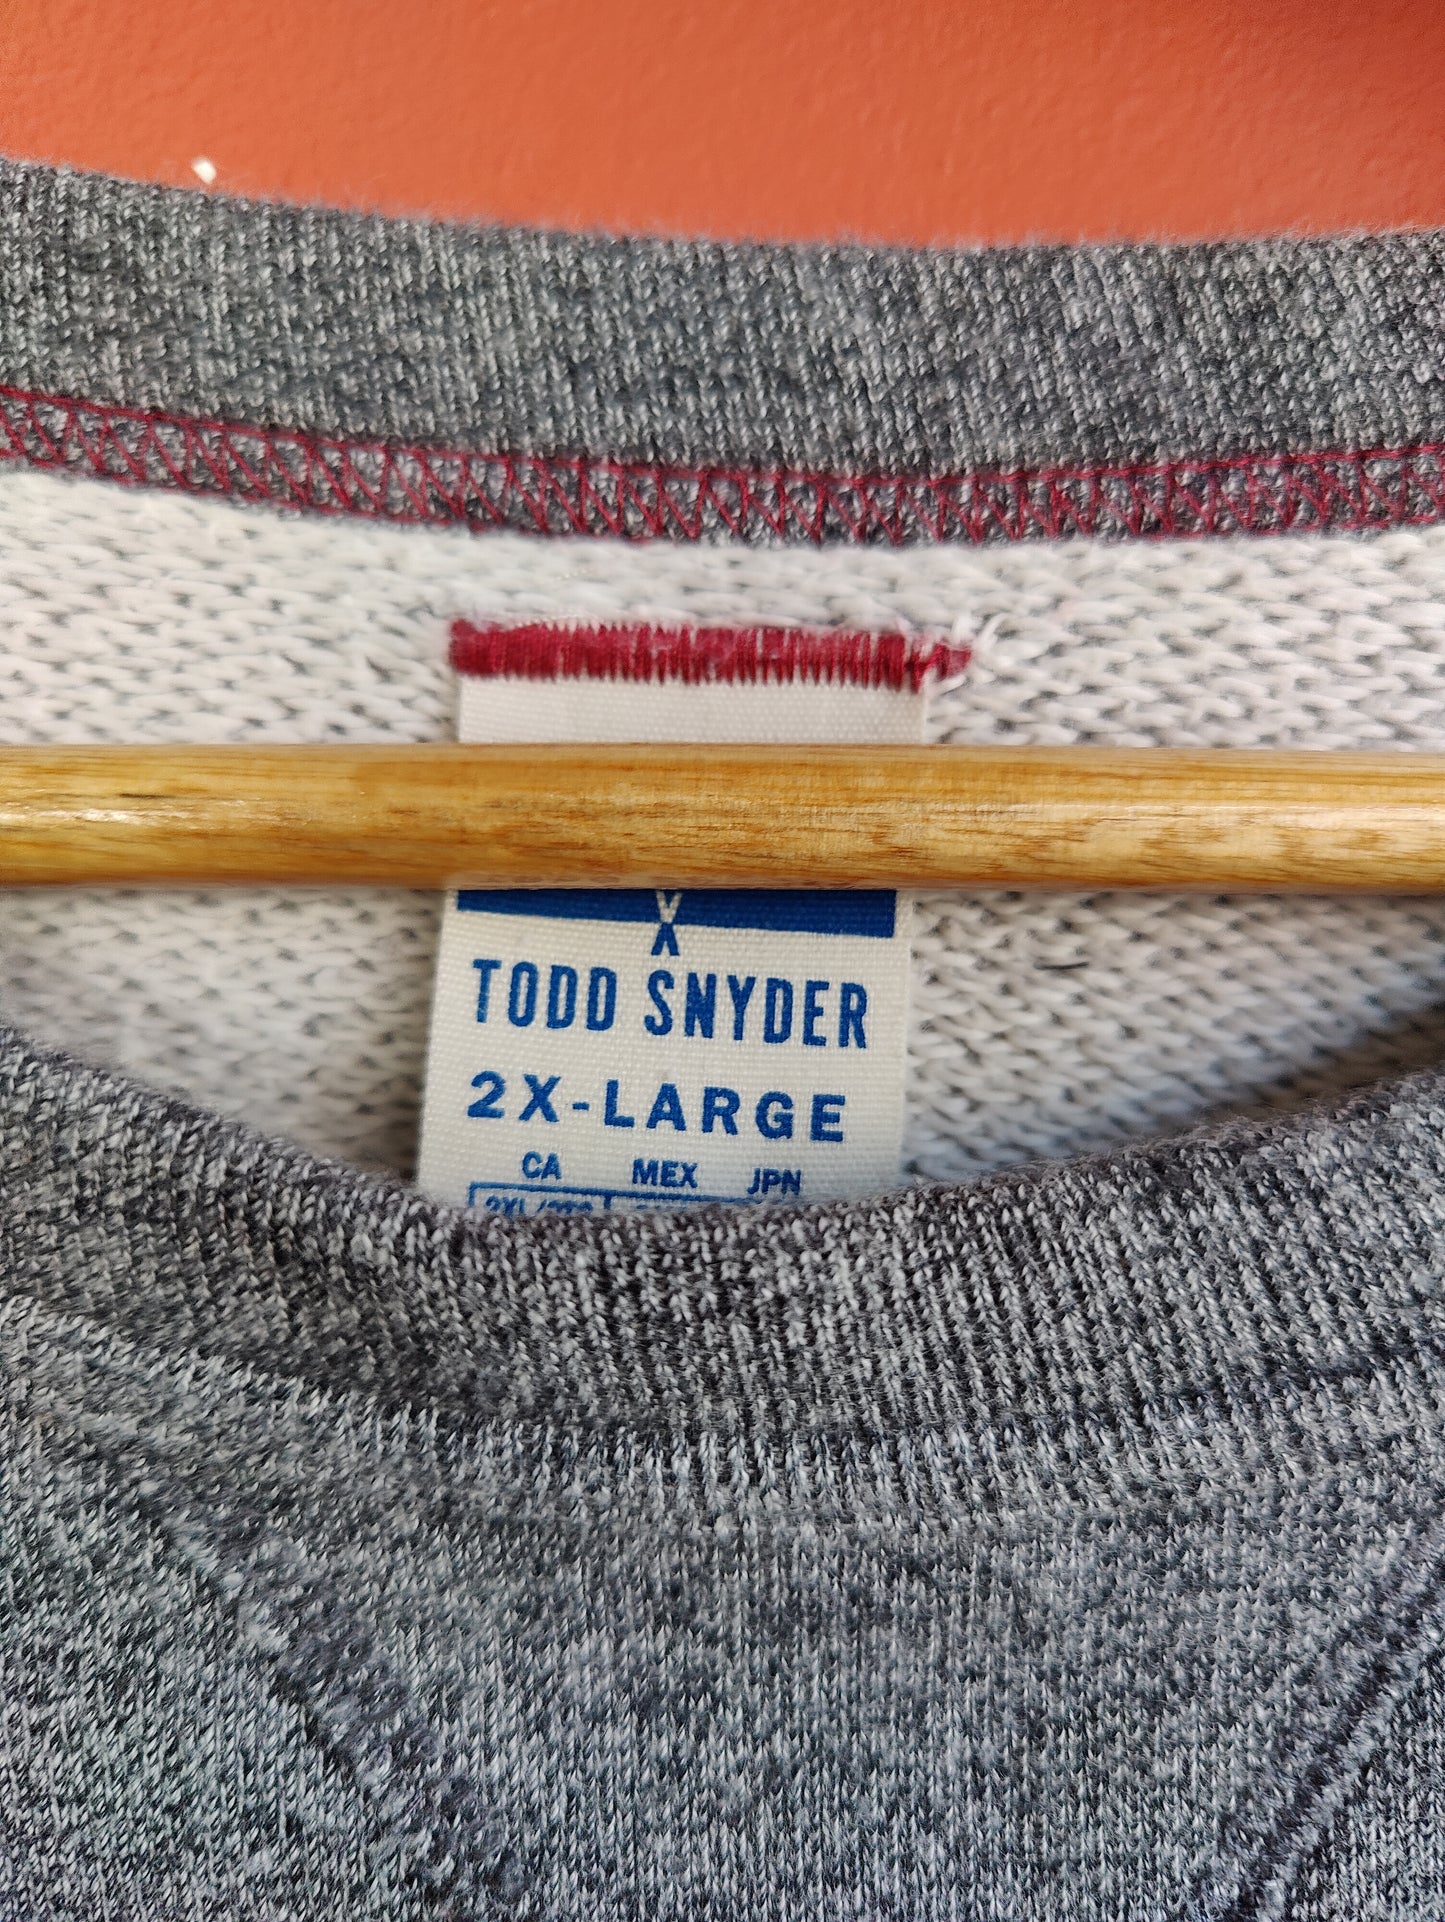 TODD SNYDER
2X-LARGE
CA MEX JPN